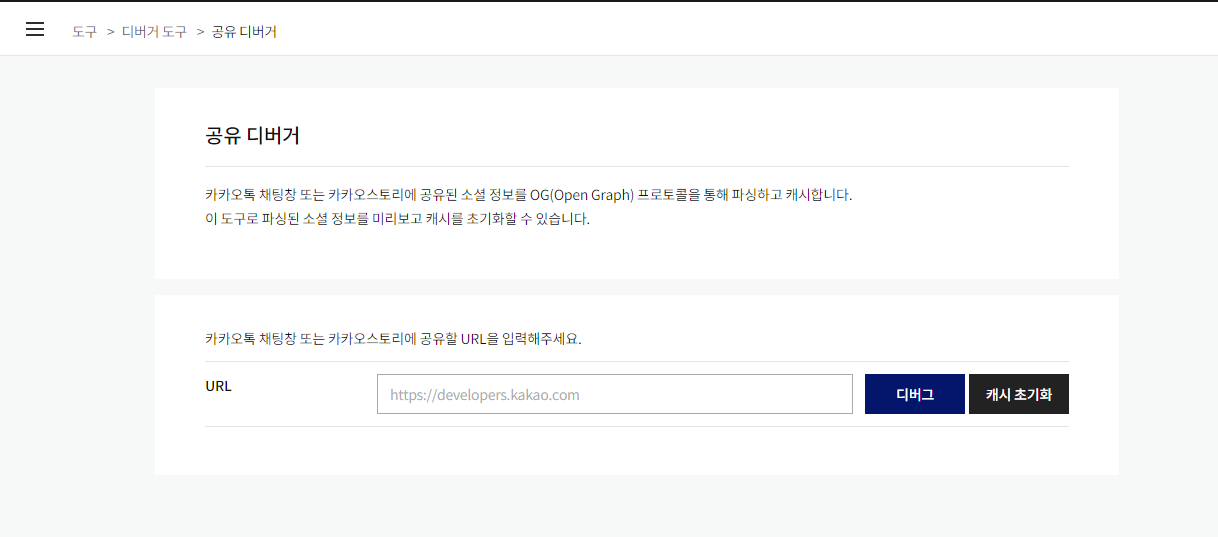 도구 > 디버거 도구 > 공유 디버거
공유 디버거
카카오톡 채팅창 또는 카카오스토리에 공유된 소셜 정보를 OG(Open Graph) 프로토콜을 통해 파싱하고 캐시합니다.
이 도구로 파싱된 소셜 정보를 미리보고 캐시를 초기화할 수 있습니다.
카카오톡 채팅창 또는 카카오스토리에 공유할 URL을 입력해주세요.
URL https://developers.kakao.com 디버그 캐시 초기화